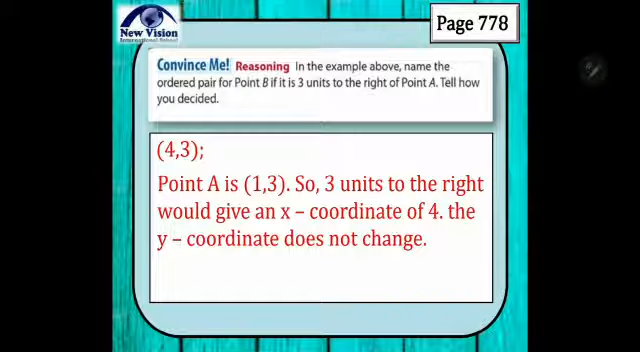 New Vision
International School
Page 778
Convince Me! Reasoning In the example above, name the
ordered pair for Point B if it is 3 units to the right of Point A. Tell how
you decided.
(4,3);
Point A is (1,3). So, 3 units to the right
would give an x – coordinate of 4. the
y – coordinate does not change.